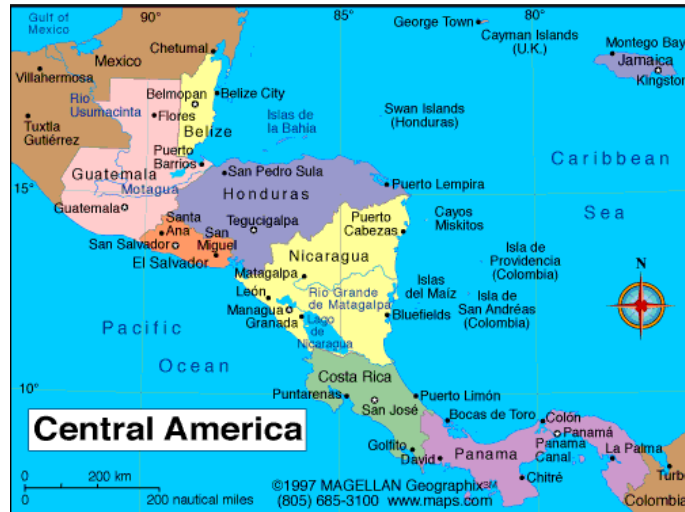 90°
85°
80°
Gulf of
Mexico
Mexico
Chetumal
George Town
Cayman Islands
(U.K.)
Montego Bay
Jamaica
Kingston
Villahermosa
Rio
Usumacinta
Belmopan
Belize City
Flores
Belize
Islas de
la Bahía
Swan Islands
(Honduras)
Tuxtla
Gutiérrez
Puerto
Barrios
Caribbean
Sea
Guatemala
San Pedro Sula
Motagua
Honduras
Puerto Lempira
15°
Guatemala
Santa
Ana
San
Miguel
Tegucigalpa
Puerto
Cabezas
Cayos
Miskitos
San Salvador
El Salvador
Nicaragua
Isla de
Providencia
(Colombia)
N
Matagalpa
León
Rio Grande
de Matagalpa
Islas
del Maíz
Isla de
San Andréas
(Colombia)
Managua
Granada
Lago
de
Nicaragua
Bluefields
Pacific
Ocean
10°
Costa Rica
Puntarenas
San José
Puerto Limón
Bocas de Toro
Colón
Panamá
Panama
Canal
Central America
Golfito
David
Panama
La Palma
Chitré
Turbo
Colombia
0
200 km
0
200 nautical miles
©1997 MAGELLAN Geographix℠
(805) 685-3100 www.maps.com